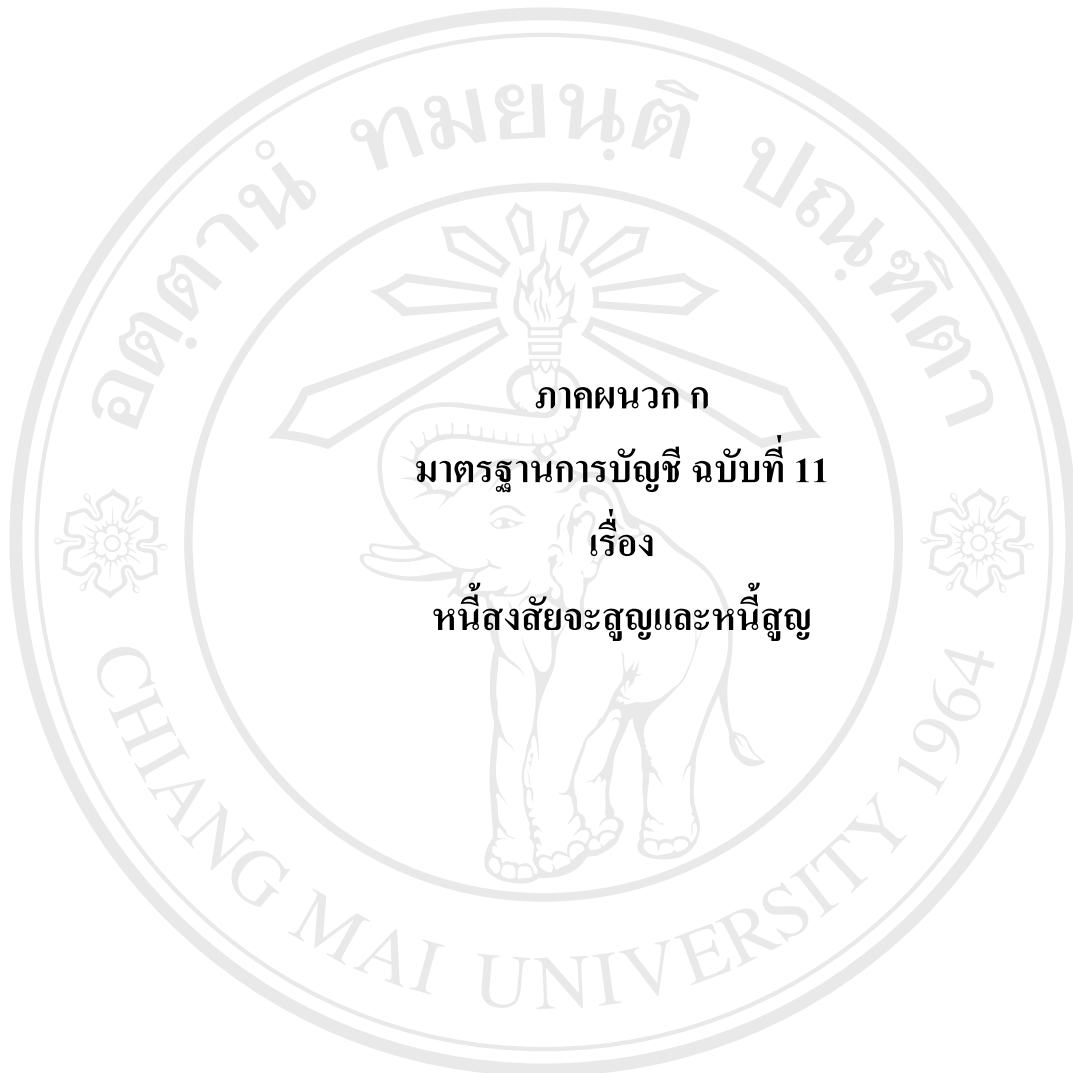 ภาคผนวก ก
มาตรฐานการบัญชี ฉบับที่ 11
เรื่อง
หนี้สงสัยจะสูญและหนี้สูญ
อตฺตานํ ทมยนฺติ ปณฺฑิตา
CHIANG MAI UNIVERSITY 1964